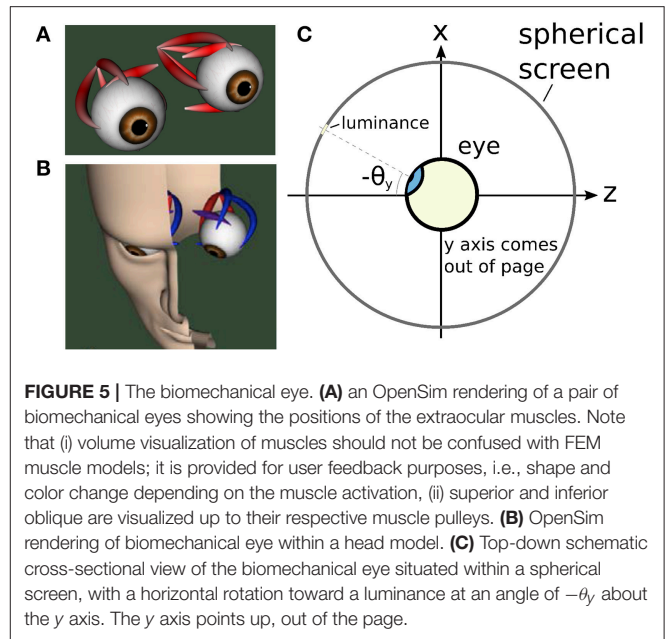 A
B
C
X
spherical
screen
luminance
eye
-θy
Z
y axis comes
out of page
FIGURE 5 | The biomechanical eye. (A) an OpenSim rendering of a pair of
biomechanical eyes showing the positions of the extraocular muscles. Note
that (i) volume visualization of muscles should not be confused with FEM
muscle models; it is provided for user feedback purposes, i.e., shape and
color change depending on the muscle activation, (ii) superior and inferior
oblique are visualized up to their respective muscle pulleys. (B) OpenSim
rendering of biomechanical eye within a head model. (C) Top-down schematic
cross-sectional view of the biomechanical eye situated within a spherical
screen, with a horizontal rotation toward a luminance at an angle of −θy about
the y axis. The y axis points up, out of the page.